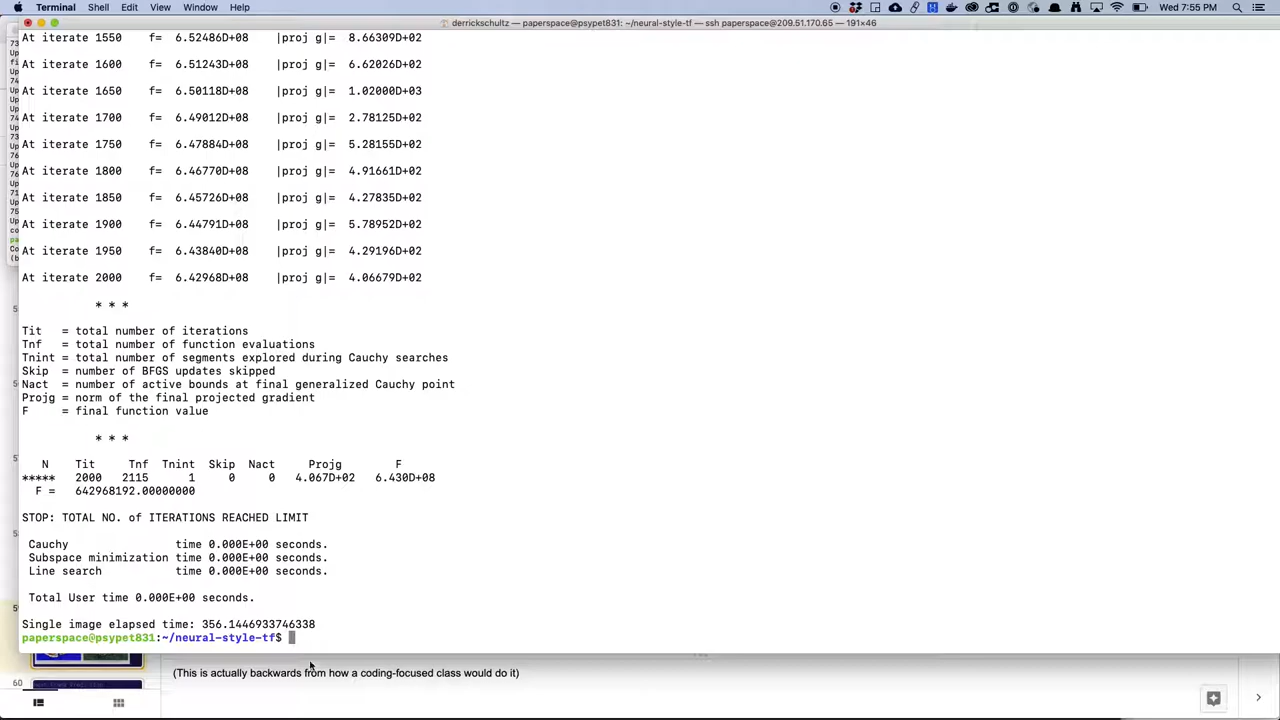 Terminal Shell Edit View Window Help Wed 7:55 PM
derrickschultz — paperspace@psypet831: ~/neural-style-tf — ssh paperspace@209.51.170.65 — 191×46
At iterate 1550 f= 6.52486D+08 |proj g|= 8.66309D+02
At iterate 1600 f= 6.51243D+08 |proj g|= 6.62026D+02
At iterate 1650 f= 6.50118D+08 |proj g|= 1.02000D+03
At iterate 1700 f= 6.49012D+08 |proj g|= 2.78125D+02
At iterate 1750 f= 6.47884D+08 |proj g|= 5.28155D+02
At iterate 1800 f= 6.46770D+08 |proj g|= 4.91661D+02
At iterate 1850 f= 6.45726D+08 |proj g|= 4.27835D+02
At iterate 1900 f= 6.44791D+08 |proj g|= 5.78952D+02
At iterate 1950 f= 6.43840D+08 |proj g|= 4.29196D+02
At iterate 2000 f= 6.42968D+08 |proj g|= 4.06679D+02
* * *
Tit = total number of iterations
Tnf = total number of function evaluations
Tnint = total number of segments explored during Cauchy searches
Skip = number of BFGS updates skipped
Nact = number of active bounds at final generalized Cauchy point
Projg = norm of the final projected gradient
F = final function value
* * *
N Tit Tnf Tnint Skip Nact Projg F
***** 2000 2115 1 0 0 4.067D+02 6.430D+08
F = 642968192.00000000
STOP: TOTAL NO. of ITERATIONS REACHED LIMIT
Cauchy time 0.000E+00 seconds.
Subspace minimization time 0.000E+00 seconds.
Line search time 0.000E+00 seconds.
Total User time 0.000E+00 seconds.
Single image elapsed time: 356.1446933746338
paperspace@psypet831:~/neural-style-tf$
(This is actually backwards from how a coding-focused class would do it)
60